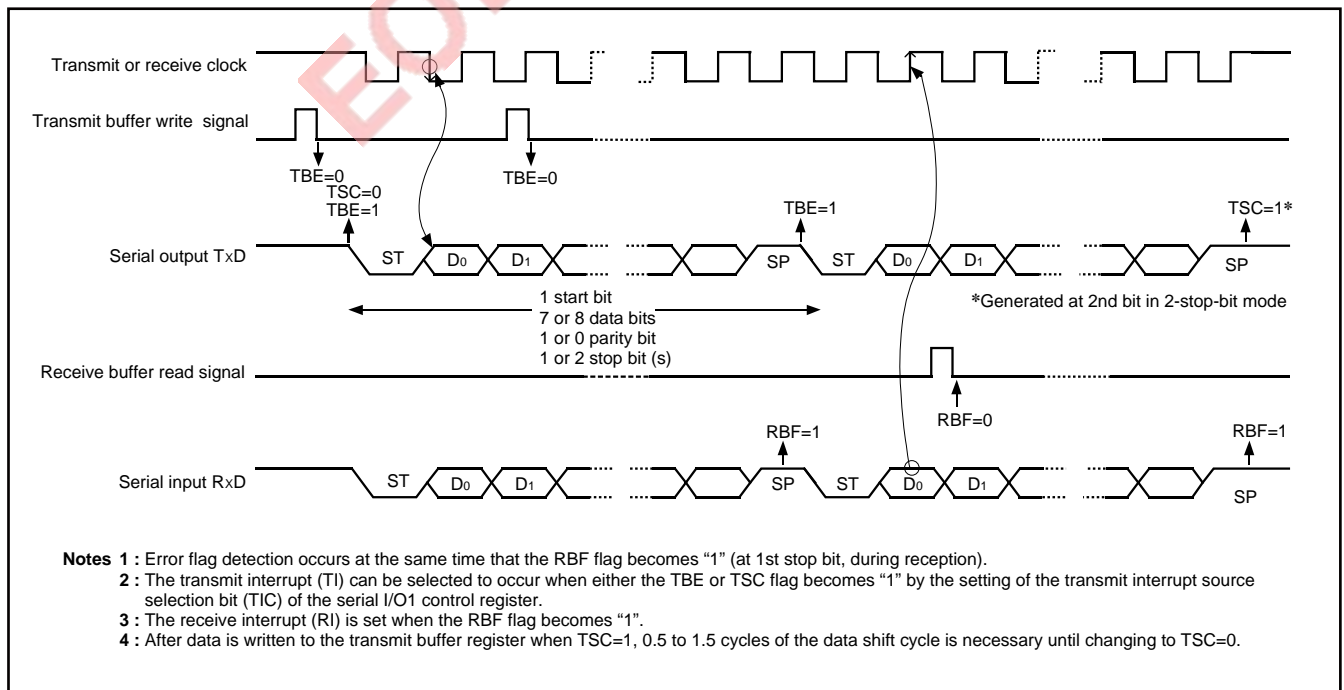 EOL
Transmit or receive clock
Transmit buffer write signal
TBE=0
TSC=0
TBE=1
TBE=0
TBE=1
TSC=1*
Serial output TxD
ST
D0
D1
SP
ST
D0
D1
SP
1 start bit
7 or 8 data bits
1 or 0 parity bit
1 or 2 stop bit (s)
*Generated at 2nd bit in 2-stop-bit mode
Receive buffer read signal
RBF=0
RBF=1
RBF=1
Serial input RxD
ST
D0
D1
SP
ST
D0
D1
SP
Notes 1 : Error flag detection occurs at the same time that the RBF flag becomes “1” (at 1st stop bit, during reception).
2 : The transmit interrupt (TI) can be selected to occur when either the TBE or TSC flag becomes “1” by the setting of the transmit interrupt source
selection bit (TIC) of the serial I/O1 control register.
3 : The receive interrupt (RI) is set when the RBF flag becomes “1”.
4 : After data is written to the transmit buffer register when TSC=1, 0.5 to 1.5 cycles of the data shift cycle is necessary until changing to TSC=0.